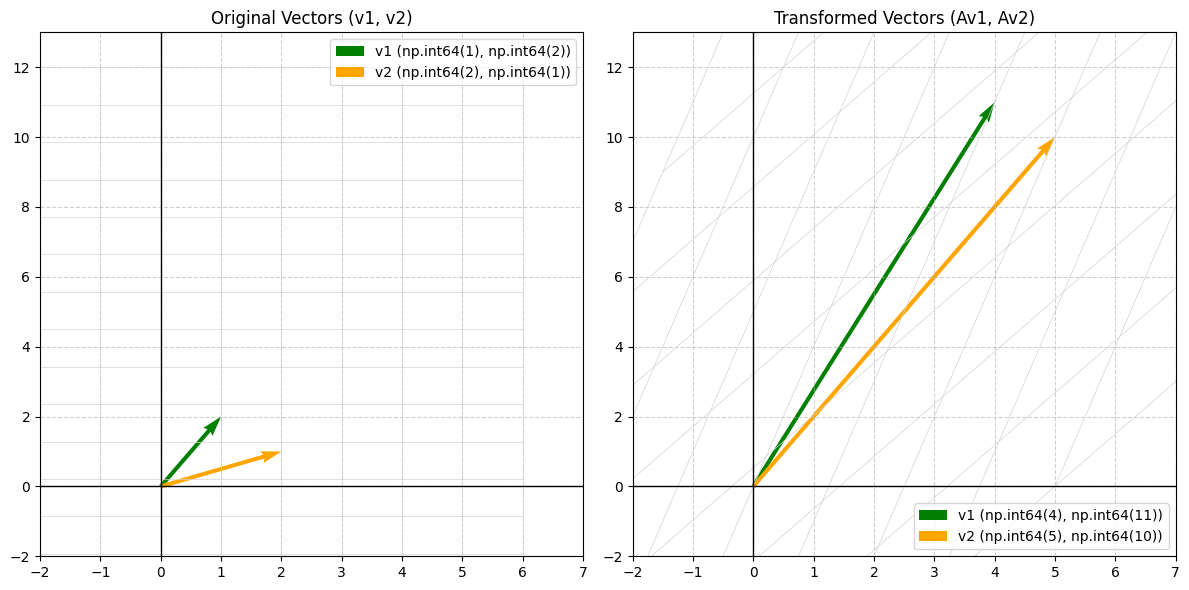 Original Vectors (v1, v2)
v1 (np.int64(1), np.int64(2))
v2 (np.int64(2), np.int64(1))
12
10
8
6
4
2
0
−2
−2 −1 0 1 2 3 4 5 6 7
Transformed Vectors (Av1, Av2)
12
10
8
6
4
2
0
−2
v1 (np.int64(4), np.int64(11))
v2 (np.int64(5), np.int64(10))
−2 −1 0 1 2 3 4 5 6 7